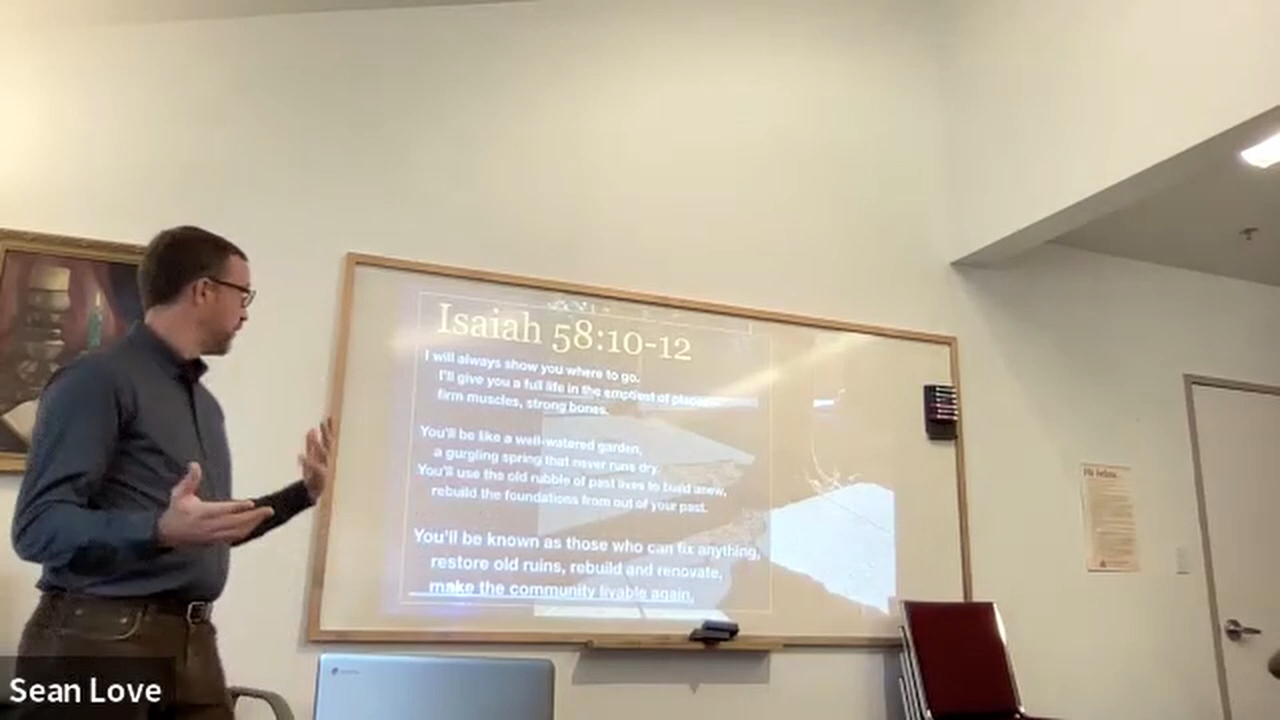 Isaiah 58:10-12
I will always show you where to go.
I'll give you a full life in the emptiest of places—
firm muscles, strong bones.
You'll be like a well-watered garden,
a gurgling spring that never runs dry.
You'll use the old rubble of past lives to build anew,
rebuild the foundations from out of your past.
You'll be known as those who can fix anything,
restore old ruins, rebuild and renovate,
make the community livable again.
Sean Love